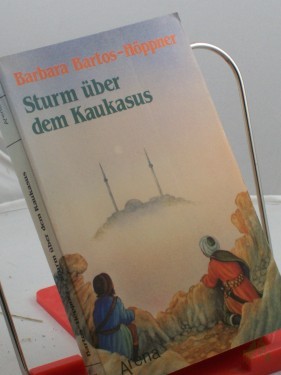 Barbara Bartos-Höppner
Sturm über
dem Kaukasus
Arena